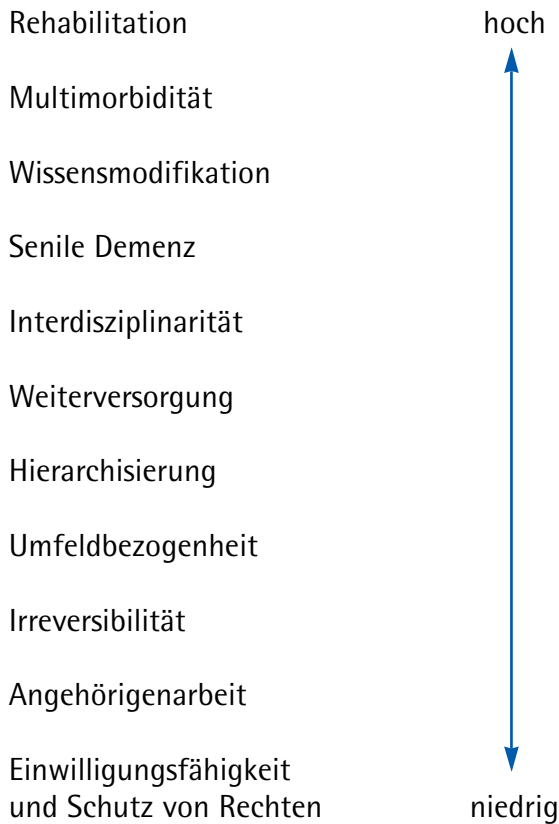 Rehabilitation hoch
Multimorbidität
Wissensmodifikation
Senile Demenz
Interdisziplinarität
Weiterversorgung
Hierarchisierung
Umfeldbezogenheit
Irreversibilität
Angehörigenarbeit
Einwilligungsfähigkeit
und Schutz von Rechten niedrig